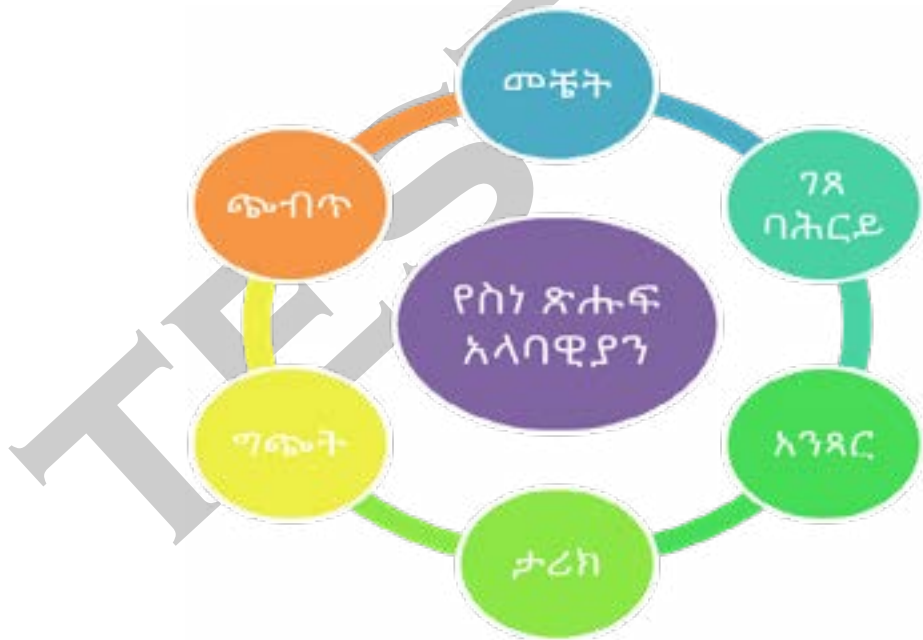 መቼት
ገጸ
ባሕርይ
አንጻር
ታሪክ
ግጭት
ጭብጥ
የስነ ጽሑፍ
አላባዊያን